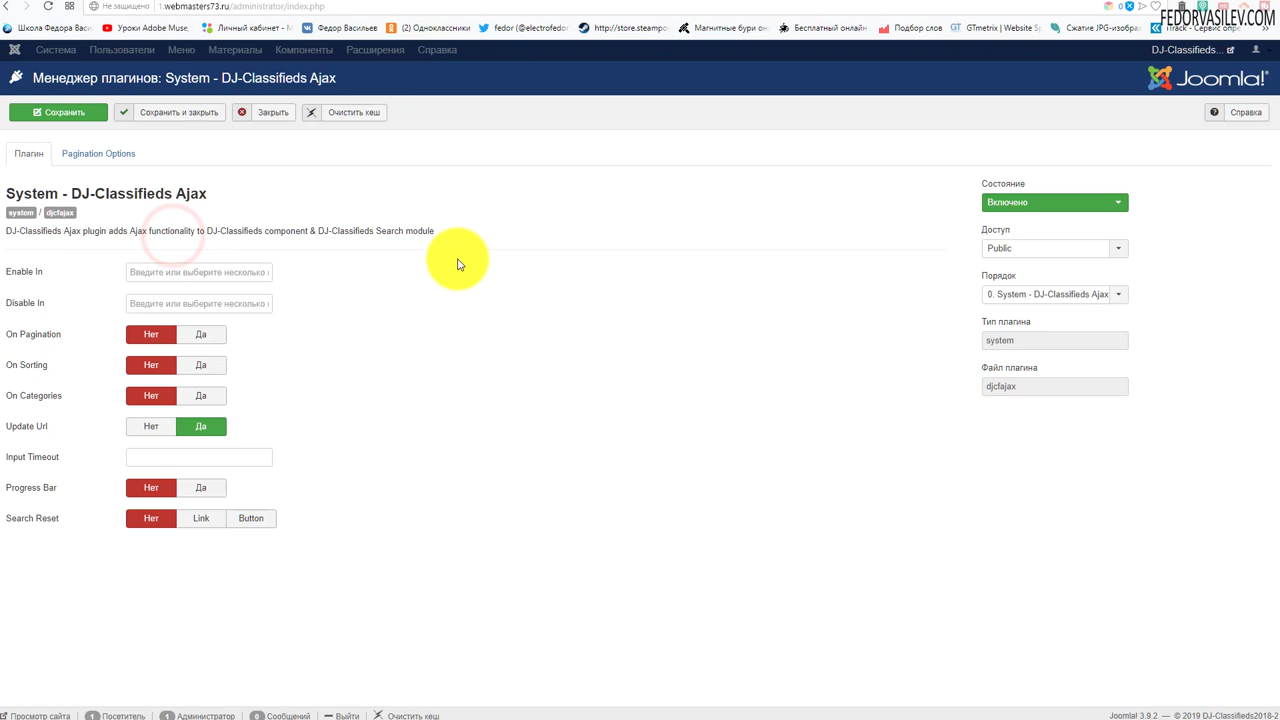 Не защищено 1.webmasters73.ru/administrator/index.php
FEDORVASILEV.COM
Школа Федора Васи.
Уроки Adobe Muse,
Личный кабинет - М
Федор Васильев
Одноклассники
fedor (@electrofedor
http://store.steampo
Магнитные бури он
Бесплатный онлайн
Подбор слов
GTmetrix | Website S
Сжатие JPG-изобра
iTrack - Сервис опре
Система
Пользователи
Меню
Материалы
Компоненты
Расширения
Справка
DJ-Classifieds...
Менеджер плагинов: System - DJ-Classifieds Ajax
Joomla!®
Сохранить
Сохранить и закрыть
Закрыть
Очистить кеш
Справка
Плагин
Pagination Options
System - DJ-Classifieds Ajax
system / djcfajax
DJ-Classifieds Ajax plugin adds Ajax functionality to DJ-Classifieds component & DJ-Classifieds Search module
Enable In Введите или выберите несколько
Disable In Введите или выберите несколько
On Pagination Нет Да
On Sorting Нет Да
On Categories Нет Да
Update Url Нет Да
Input Timeout
Progress Bar Нет Да
Search Reset Нет Link Button
Состояние
Включено
Доступ
Public
Порядок
0. System - DJ-Classifieds Ajax
Тип плагина
system
Файл плагина
djcfajax
Просмотр сайта
1 Посетитель
1 Администратор
0 Сообщений
Выйти
Очистить кеш
Joomla! 3.9.2 — © 2019 DJ-Classifieds2018-2